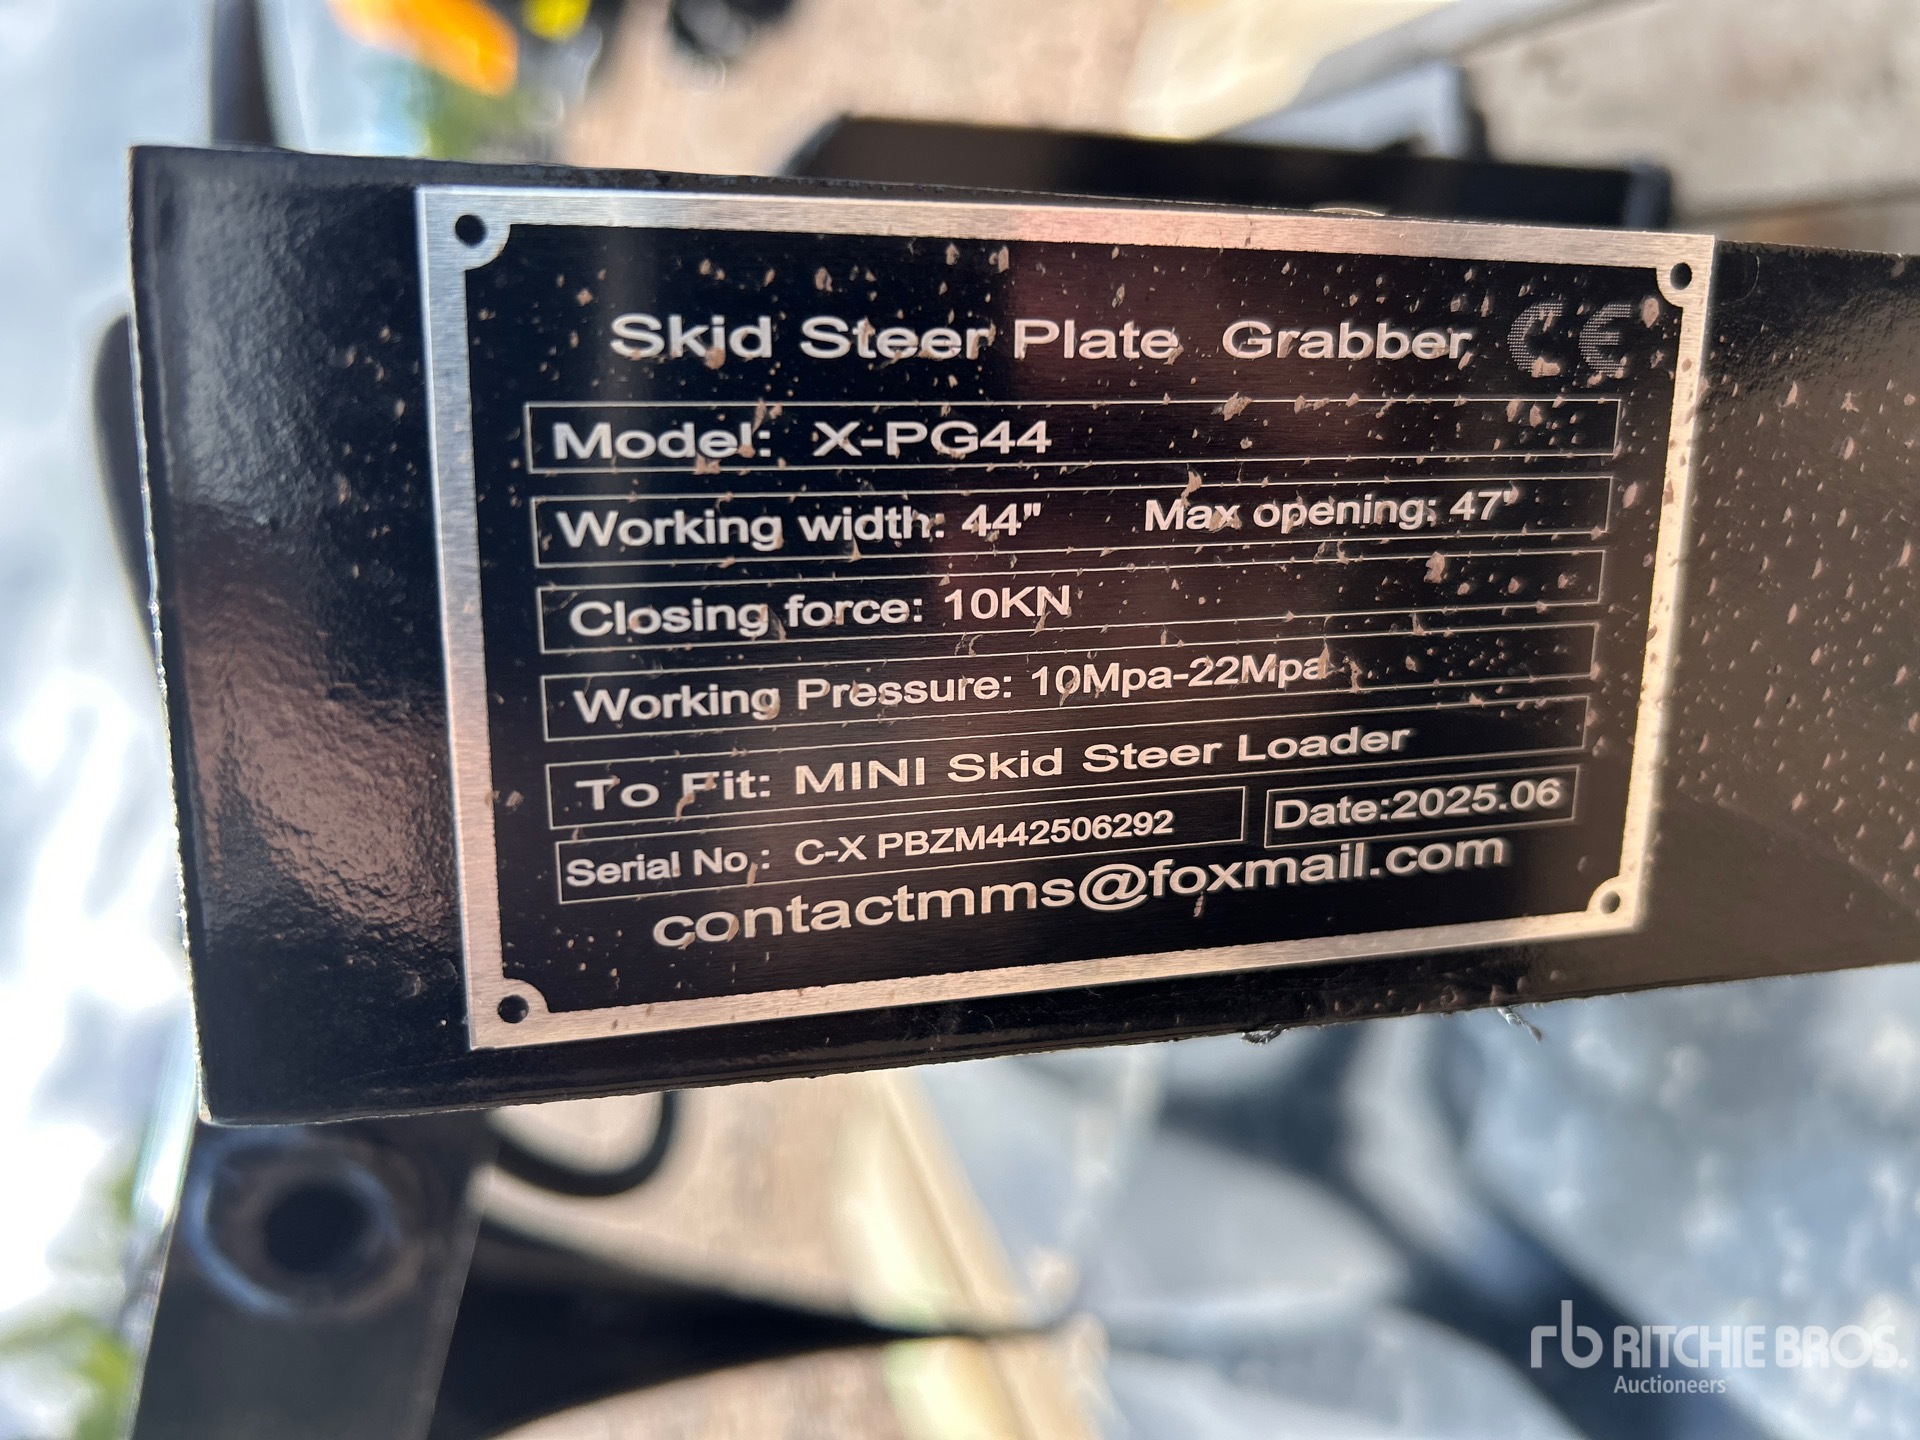 Skid Steer Plate Grabber CE
Model: X-PG44
Working width: 44" Max opening: 47"
Closing force: 10KN
Working Pressure: 10Mpa-22Mpa
To Fit: MINI Skid Steer Loader
Serial No.: C-X PBZM442506292 Date:2025.06
contactmms@foxmail.com
rb RITCHIE BROS.
Auctioneers